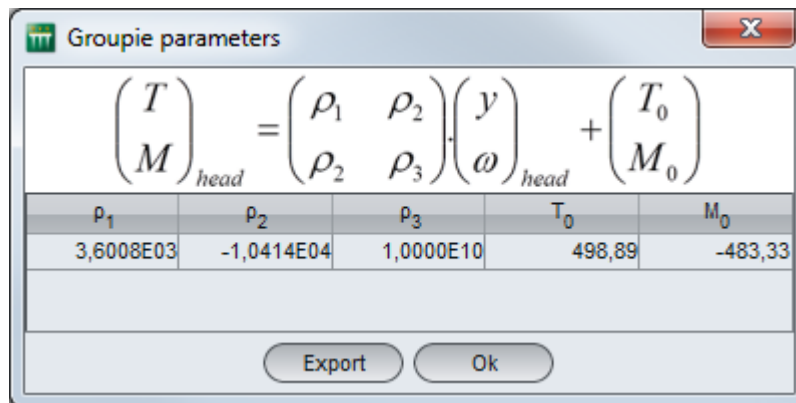 Groupie parameters
(T M)head = (ρ1 ρ2 ρ2 ρ3).(y ω)head + (T0 M0)
ρ1 ρ2 ρ3 T0 M0
3,6008E03 -1,0414E04 1,0000E10 498,89 -483,33
Export Ok